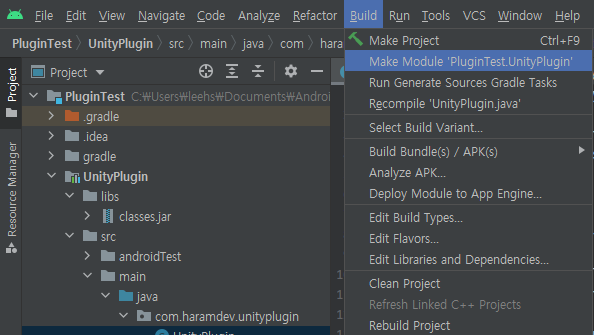 File Edit View Navigate Code Analyze Refactor Build Run Tools VCS Window Help
PluginTest UnityPlugin src main java com
Make Project Ctrl+F9
Make Module 'PluginTest.UnityPlugin'
Run Generate Sources Gradle Tasks
Recompile 'UnityPlugin.java'
Select Build Variant...
Build Bundle(s) / APK(s)
Analyze APK...
Deploy Module to App Engine...
Edit Build Types...
Edit Flavors...
Edit Libraries and Dependencies...
Clean Project
Refresh Linked C++ Projects
Rebuild Project
Project
Resource Manager
Project
PluginTest C:₩Users₩leehs₩Documents₩Andro
.gradle
.idea
gradle
UnityPlugin
libs
classes.jar
src
androidTest
main
java
com.haramdev.unityplugin
UnityPlugin